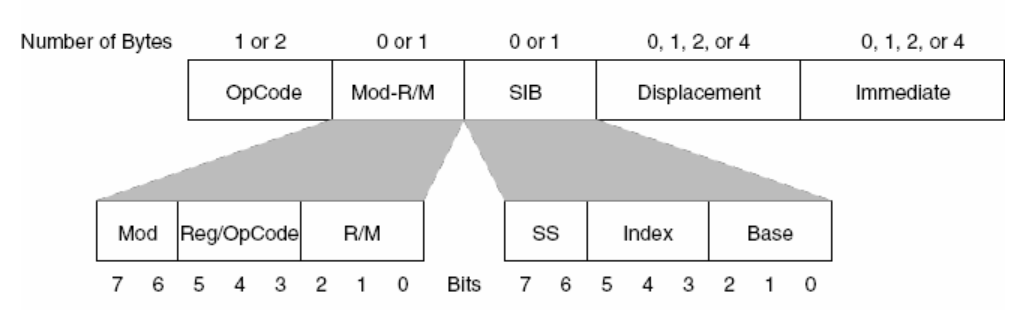 Number of Bytes 1 or 2 0 or 1 0 or 1 0, 1, 2, or 4 0, 1, 2, or 4
OpCode Mod-R/M SIB Displacement Immediate
Mod Reg/OpCode R/M SS Index Base
7 6 5 4 3 2 1 0 Bits 7 6 5 4 3 2 1 0